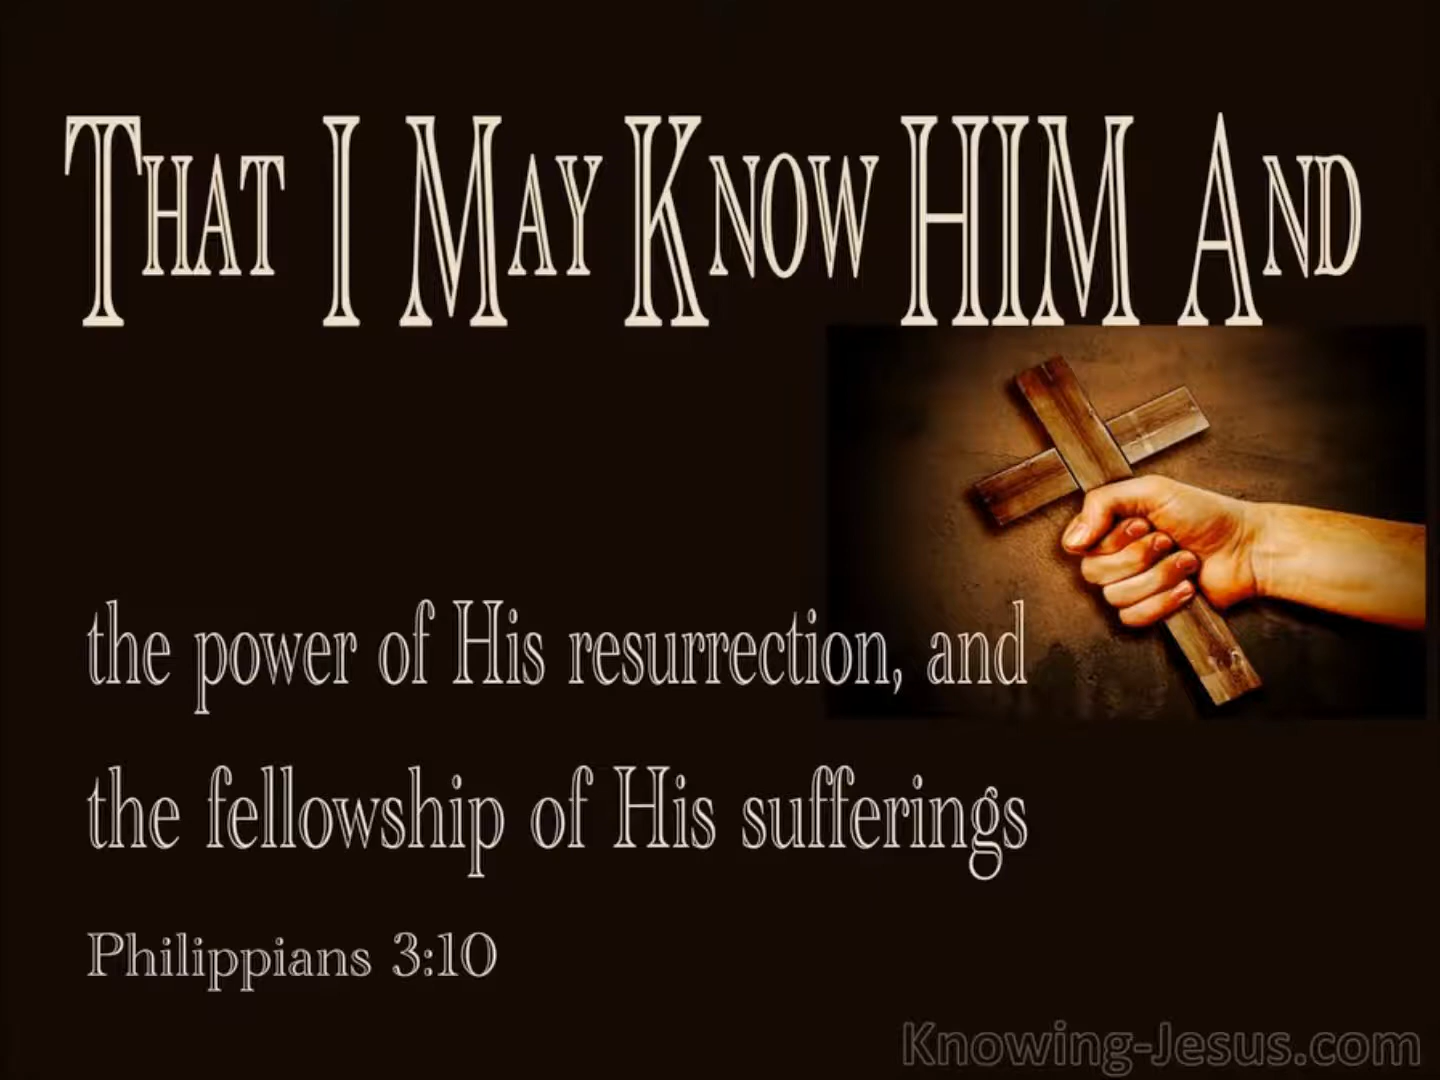 THAT I MAY KNOW HIM AND
the power of His resurrection, and
the fellowship of His sufferings
Philippians 3:10
Knowing-Jesus.com